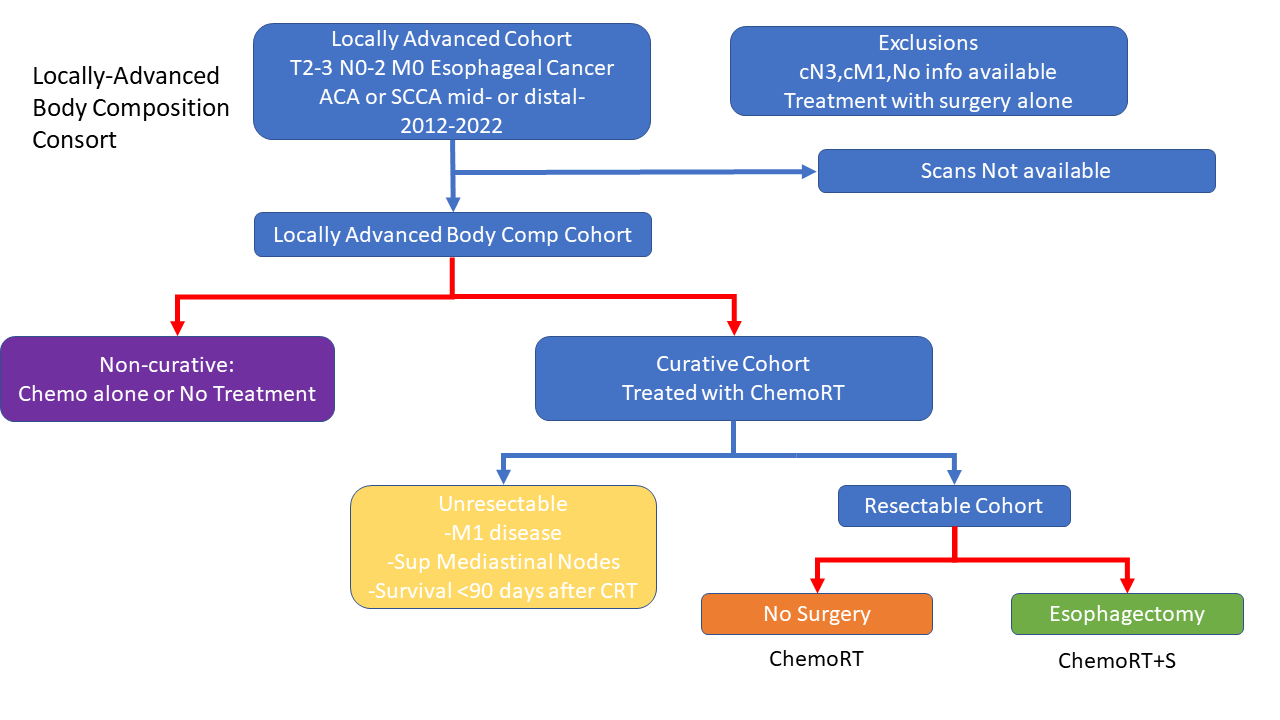 Locally-Advanced
Body Composition
Consort
Locally Advanced Cohort
T2-3 N0-2 M0 Esophageal Cancer
ACA or SCCA mid- or distal-
2012-2022
Exclusions
cN3,cM1,No info available
Treatment with surgery alone
Scans Not available
Locally Advanced Body Comp Cohort
Non-curative:
Chemo alone or No Treatment
Curative Cohort
Treated with ChemoRT
Unresectable
-M1 disease
-Sup Mediastinal Nodes
-Survival <90 days after CRT
Resectable Cohort
No Surgery
Esophagectomy
ChemoRT
ChemoRT+S